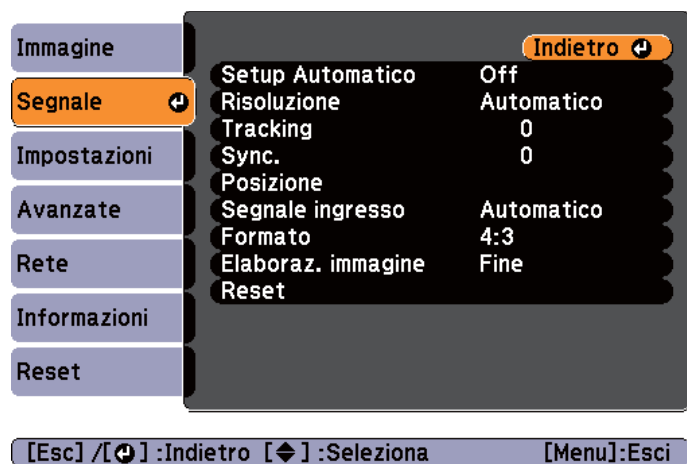 Immagine
Segnale
Impostazioni
Avanzate
Rete
Informazioni
Reset
Indietro
Setup Automatico Off
Risoluzione Automatico
Tracking 0
Sync. 0
Posizione
Segnale ingresso Automatico
Formato 4:3
Elaboraz. immagine Fine
Reset
[Esc] /[⏎] :Indietro [◆] :Seleziona [Menu]:Esci